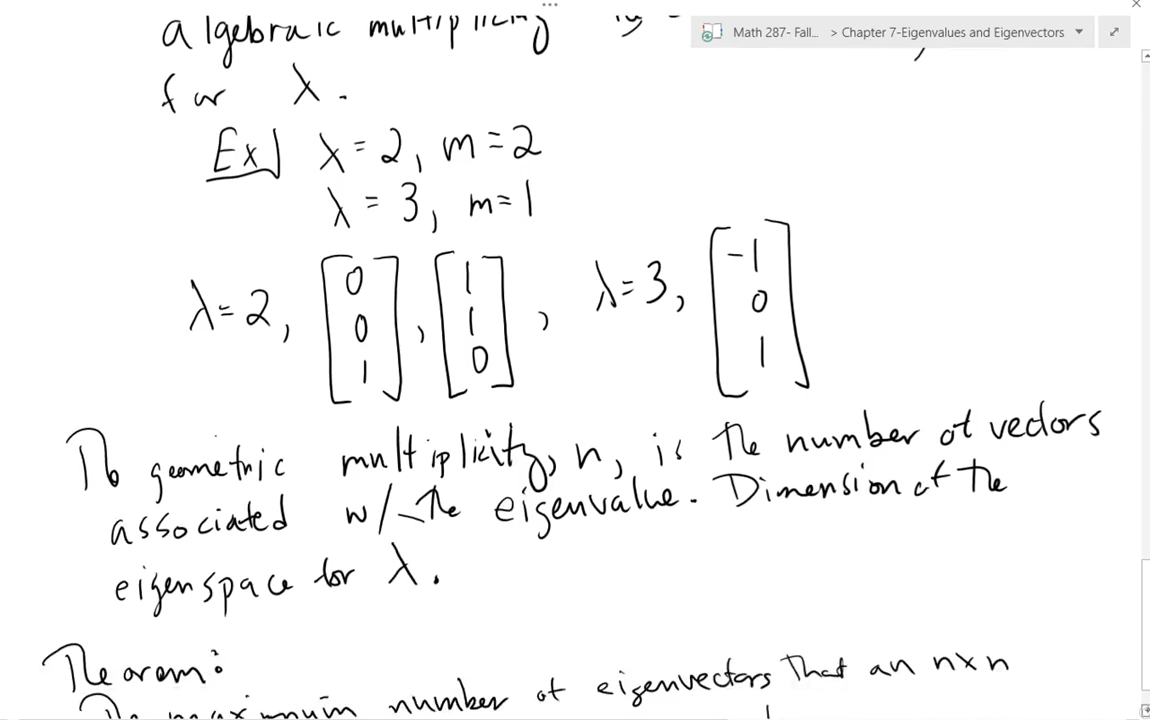 algebraic multiplicity is
Math 287- Fall... > Chapter 7-Eigenvalues and Eigenvectors
for λ.
Ex] λ = 2, m = 2
λ = 3, m = 1
λ = 2, [0 0 1], [1 1 0], λ = 3, [-1 0 1]
The geometric multiplicity, n, is the number of vectors
associated w/ the eigenvalue. Dimension of the
eigenspace for λ.
Theorem:
The maximum number of eigenvectors that an n×n